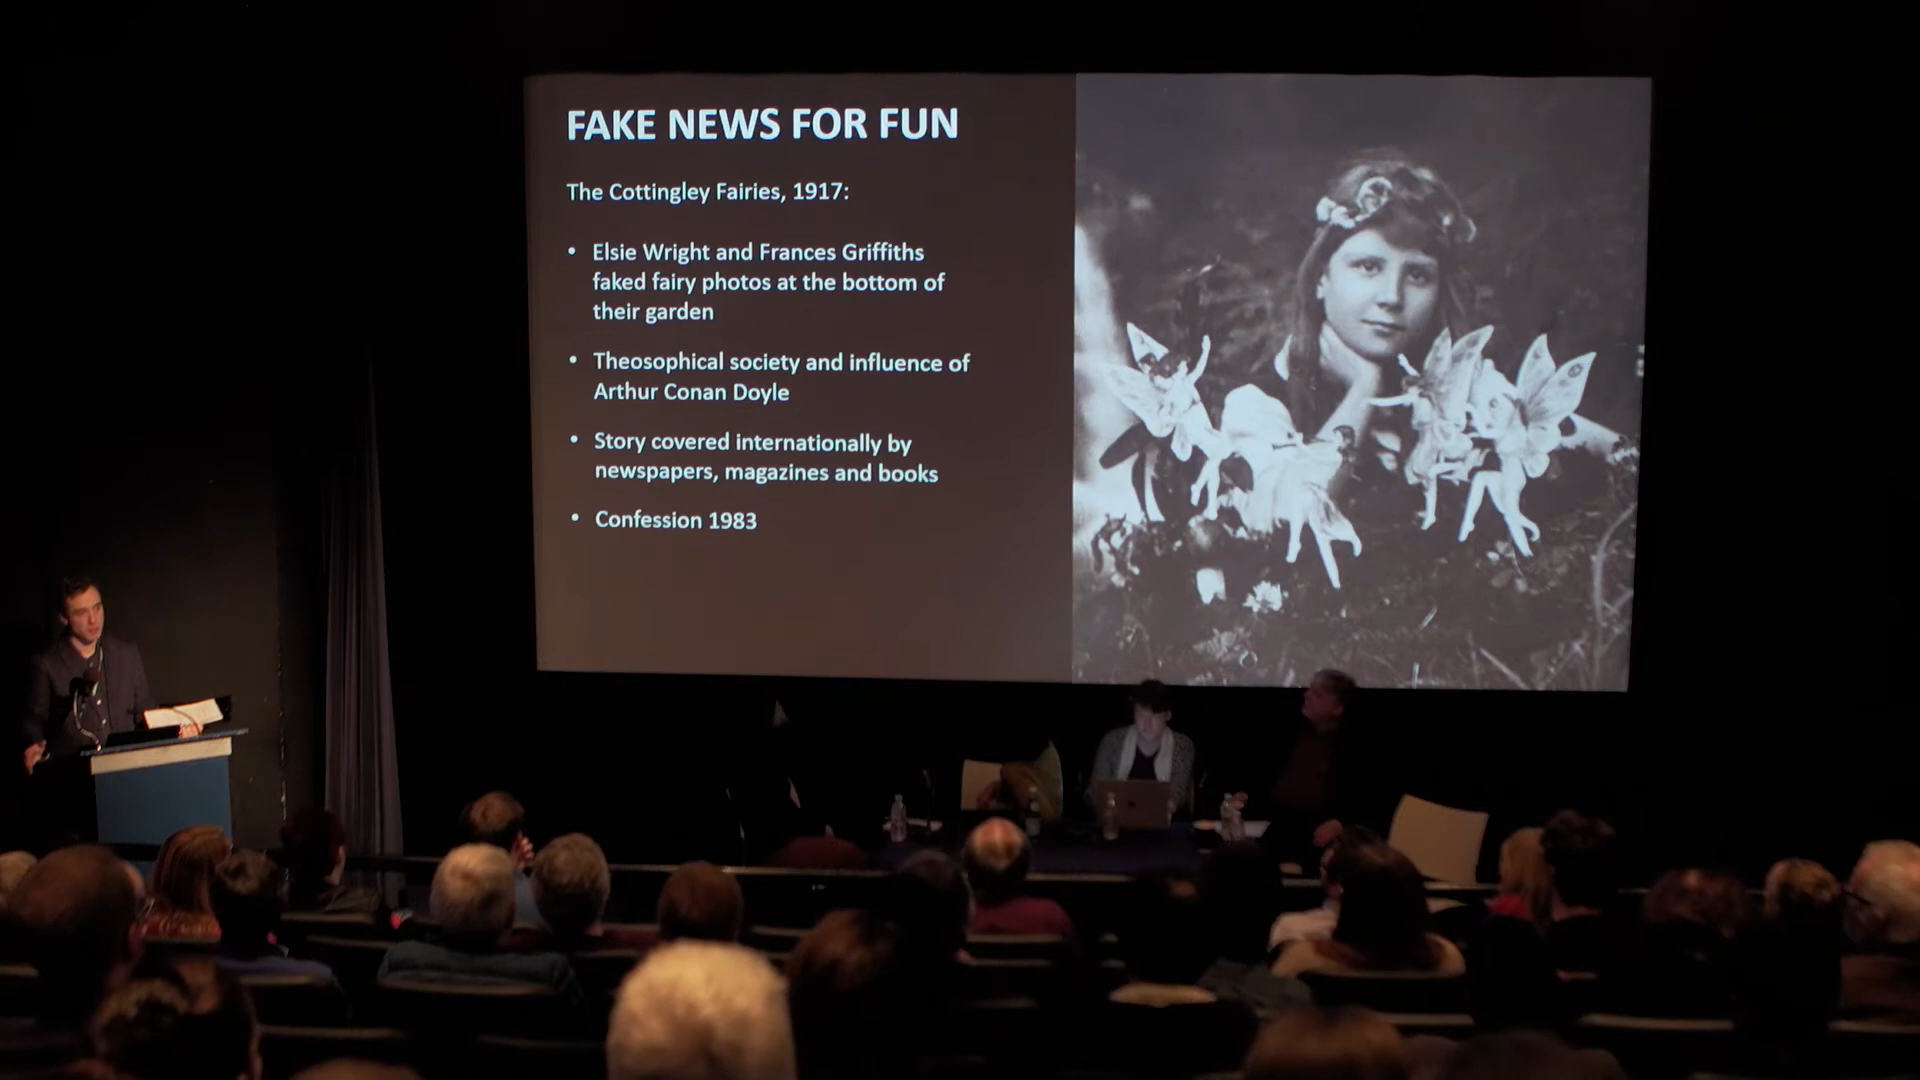 FAKE NEWS FOR FUN
The Cottingley Fairies, 1917:
• Elsie Wright and Frances Griffiths
faked fairy photos at the bottom of
their garden
• Theosophical society and influence of
Arthur Conan Doyle
• Story covered internationally by
newspapers, magazines and books
• Confession 1983